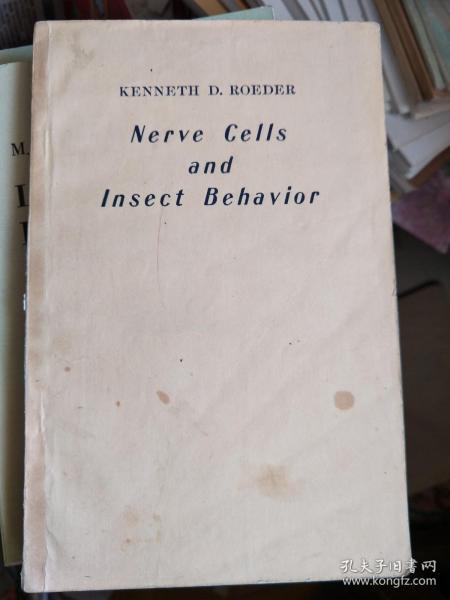 KENNETH D. ROEDER
Nerve Cells
and
Insect Behavior
M.
孔夫子旧书网
www.kongfz.com